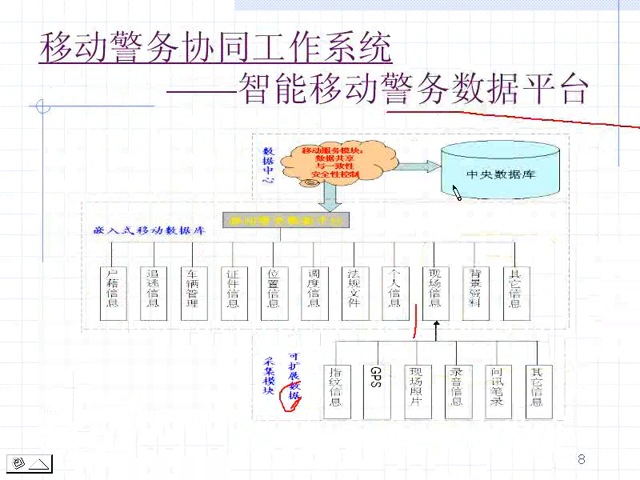 移动警务协同工作系统
——智能移动警务数据平台
数据中心
移动服务模块:
数据共享
与一致性
安全性控制
中央数据库
嵌入式移动数据库
户籍信息
追逃信息
车辆管理
证件信息
位置信息
调度信息
法规文件
个人信息
现场信息
背景资料
其它信息
可扩展数据
采集模块
指纹信息
GPS
现场照片
录音信息
问讯笔录
其它信息
8